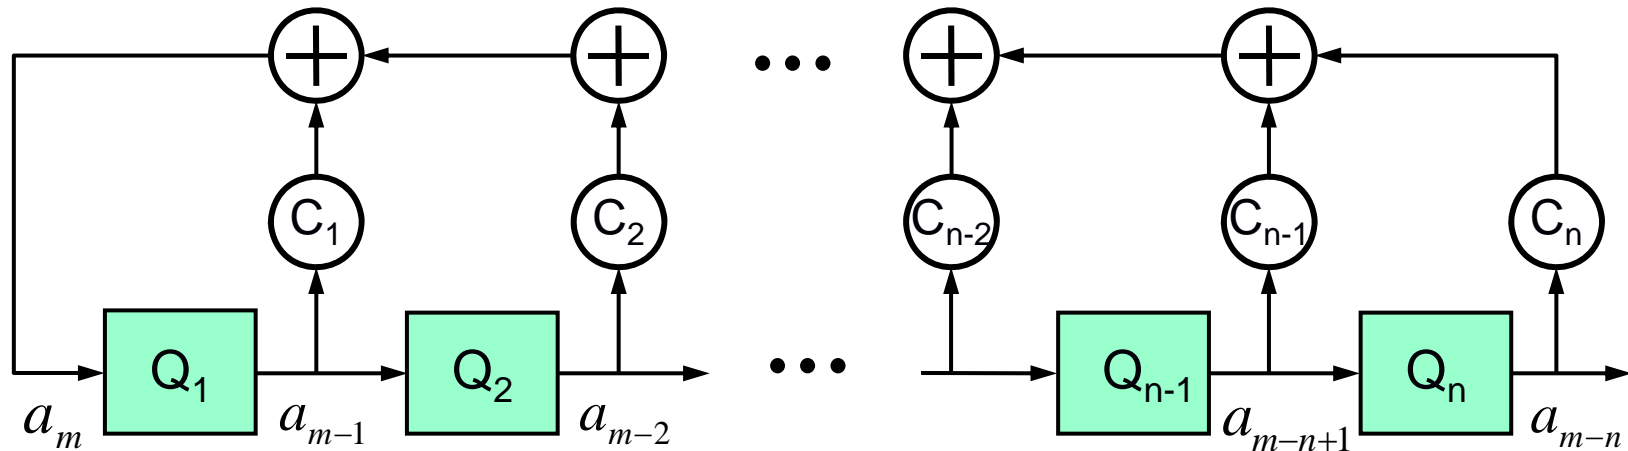 + + ••• + +
C₁ C₂ Cₙ₋₂ Cₙ₋₁ Cₙ
Q₁ Q₂ ••• Qₙ₋₁ Qₙ
aₘ aₘ₋₁ aₘ₋₂ aₘ₋ₙ₊₁ aₘ₋ₙ